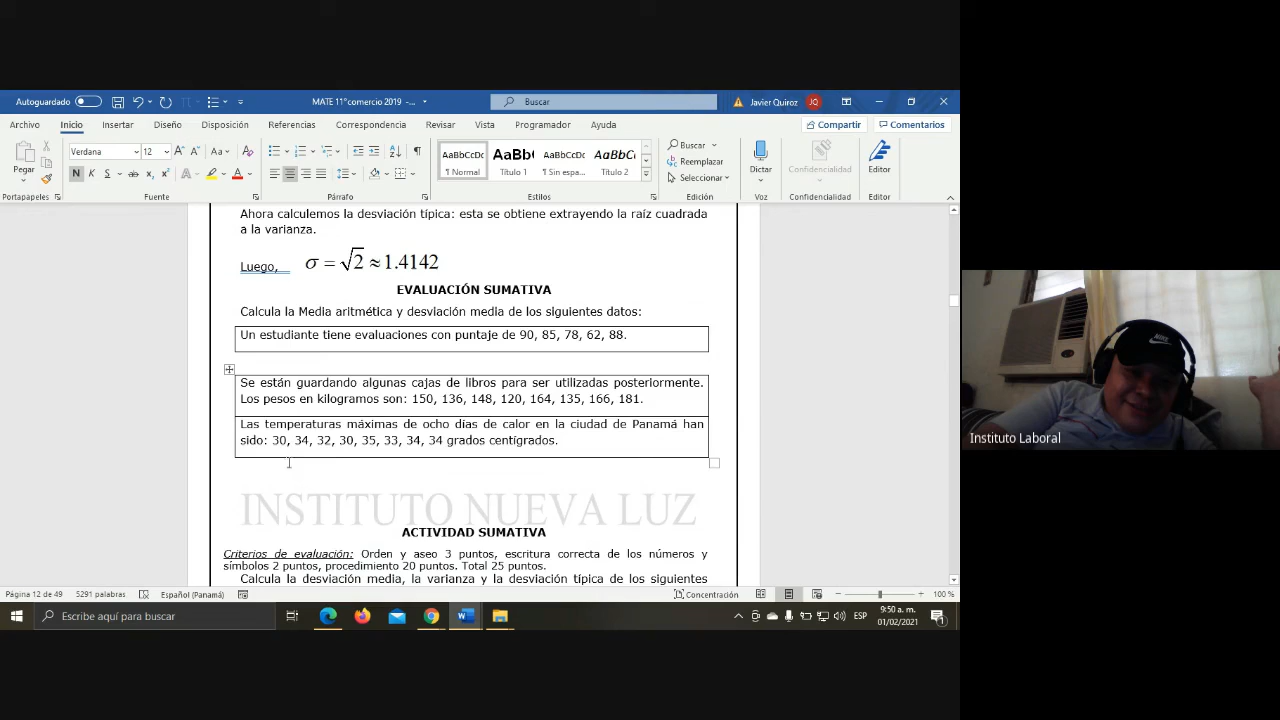 Autoguardado
MATE 11°comercio 2019 -...
Buscar
Javier Quiroz
JQ
Archivo
Inicio
Insertar
Diseño
Disposición
Referencias
Correspondencia
Revisar
Vista
Programador
Ayuda
Compartir
Comentarios
Pegar
Verdana
12
Aa
N K S ab x₂ x²
AaBbCcDc
¶ Normal
AaBb(
Título 1
AaBbCcDc
¶ Sin espa...
AaBbC(
Título 2
Buscar
Reemplazar
Seleccionar
Dictar
Confidencialidad
Editor
Portapapeles
Fuente
Párrafo
Estilos
Edición
Voz
Confidencialidad
Editor
Ahora calculemos la desviación típica: esta se obtiene extrayendo la raíz cuadrada
a la varianza.
Luego, σ = √2 ≈ 1.4142
EVALUACIÓN SUMATIVA
Calcula la Media aritmética y desviación media de los siguientes datos:
Un estudiante tiene evaluaciones con puntaje de 90, 85, 78, 62, 88.
Se están guardando algunas cajas de libros para ser utilizadas posteriormente.
Los pesos en kilogramos son: 150, 136, 148, 120, 164, 135, 166, 181.
Las temperaturas máximas de ocho días de calor en la ciudad de Panamá han
sido: 30, 34, 32, 30, 35, 33, 34, 34 grados centígrados.
INSTITUTO NUEVA LUZ
ACTIVIDAD SUMATIVA
Criterios de evaluación: Orden y aseo 3 puntos, escritura correcta de los números y
símbolos 2 puntos, procedimiento 20 puntos. Total 25 puntos.
Calcula la desviación media, la varianza y la desviación típica de los siguientes
Página 12 de 49
5291 palabras
Español (Panamá)
Concentración
100 %
Escribe aquí para buscar
ESP
9:50 a. m.
01/02/2021
1
NIKE
Instituto Laboral